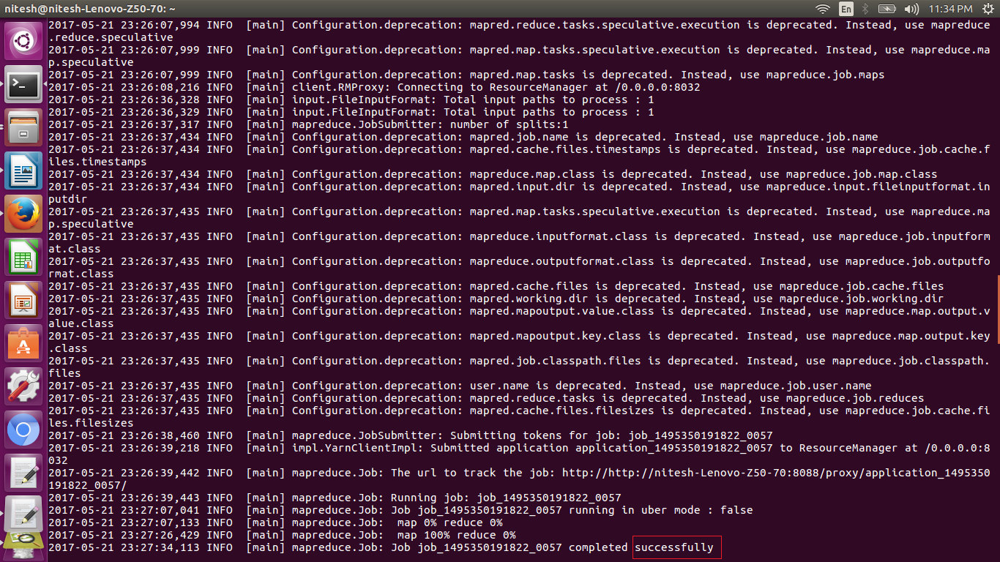 nitesh@nitesh-Lenovo-Z50-70: ~
En
11:34 PM
2017-05-21 23:26:07,994 INFO  [main] Configuration.deprecation: mapred.reduce.tasks.speculative.execution is deprecated. Instead, use mapreduce
.reduce.speculative
2017-05-21 23:26:07,999 INFO  [main] Configuration.deprecation: mapred.map.tasks.speculative.execution is deprecated. Instead, use mapreduce.ma
p.speculative
2017-05-21 23:26:07,999 INFO  [main] Configuration.deprecation: mapred.map.tasks is deprecated. Instead, use mapreduce.job.maps
2017-05-21 23:26:08,216 INFO  [main] client.RMProxy: Connecting to ResourceManager at /0.0.0.0:8032
2017-05-21 23:26:36,328 INFO  [main] input.FileInputFormat: Total input paths to process : 1
2017-05-21 23:26:36,329 INFO  [main] input.FileInputFormat: Total input paths to process : 1
2017-05-21 23:26:37,317 INFO  [main] mapreduce.JobSubmitter: number of splits:1
2017-05-21 23:26:37,434 INFO  [main] Configuration.deprecation: mapred.job.name is deprecated. Instead, use mapreduce.job.name
2017-05-21 23:26:37,434 INFO  [main] Configuration.deprecation: mapred.cache.files.timestamps is deprecated. Instead, use mapreduce.job.cache.f
iles.timestamps
2017-05-21 23:26:37,434 INFO  [main] Configuration.deprecation: mapreduce.map.class is deprecated. Instead, use mapreduce.job.map.class
2017-05-21 23:26:37,434 INFO  [main] Configuration.deprecation: mapred.input.dir is deprecated. Instead, use mapreduce.input.fileinputformat.in
putdir
2017-05-21 23:26:37,435 INFO  [main] Configuration.deprecation: mapred.map.tasks.speculative.execution is deprecated. Instead, use mapreduce.ma
p.speculative
2017-05-21 23:26:37,435 INFO  [main] Configuration.deprecation: mapreduce.inputformat.class is deprecated. Instead, use mapreduce.job.inputform
at.class
2017-05-21 23:26:37,435 INFO  [main] Configuration.deprecation: mapreduce.outputformat.class is deprecated. Instead, use mapreduce.job.outputfo
rmat.class
2017-05-21 23:26:37,435 INFO  [main] Configuration.deprecation: mapred.cache.files is deprecated. Instead, use mapreduce.job.cache.files
2017-05-21 23:26:37,435 INFO  [main] Configuration.deprecation: mapred.working.dir is deprecated. Instead, use mapreduce.job.working.dir
2017-05-21 23:26:37,435 INFO  [main] Configuration.deprecation: mapred.mapoutput.value.class is deprecated. Instead, use mapreduce.map.output.v
alue.class
2017-05-21 23:26:37,435 INFO  [main] Configuration.deprecation: mapred.mapoutput.key.class is deprecated. Instead, use mapreduce.map.output.key
.class
2017-05-21 23:26:37,435 INFO  [main] Configuration.deprecation: mapred.job.classpath.files is deprecated. Instead, use mapreduce.job.classpath.
files
2017-05-21 23:26:37,435 INFO  [main] Configuration.deprecation: user.name is deprecated. Instead, use mapreduce.job.user.name
2017-05-21 23:26:37,435 INFO  [main] Configuration.deprecation: mapred.reduce.tasks is deprecated. Instead, use mapreduce.job.reduces
2017-05-21 23:26:37,435 INFO  [main] Configuration.deprecation: mapred.cache.files.filesizes is deprecated. Instead, use mapreduce.job.cache.fi
les.filesizes
2017-05-21 23:26:38,460 INFO  [main] mapreduce.JobSubmitter: Submitting tokens for job: job_1495350191822_0057
2017-05-21 23:26:39,218 INFO  [main] impl.YarnClientImpl: Submitted application application_1495350191822_0057 to ResourceManager at /0.0.0.0:8
032
2017-05-21 23:26:39,442 INFO  [main] mapreduce.Job: The url to track the job: http://http://nitesh-Lenovo-Z50-70:8088/proxy/application_1495350
191822_0057/
2017-05-21 23:26:39,443 INFO  [main] mapreduce.Job: Running job: job_1495350191822_0057
2017-05-21 23:27:07,041 INFO  [main] mapreduce.Job: Job job_1495350191822_0057 running in uber mode : false
2017-05-21 23:27:07,133 INFO  [main] mapreduce.Job:  map 0% reduce 0%
2017-05-21 23:27:26,429 INFO  [main] mapreduce.Job:  map 100% reduce 0%
2017-05-21 23:27:34,113 INFO  [main] mapreduce.Job: Job job_1495350191822_0057 completed successfully